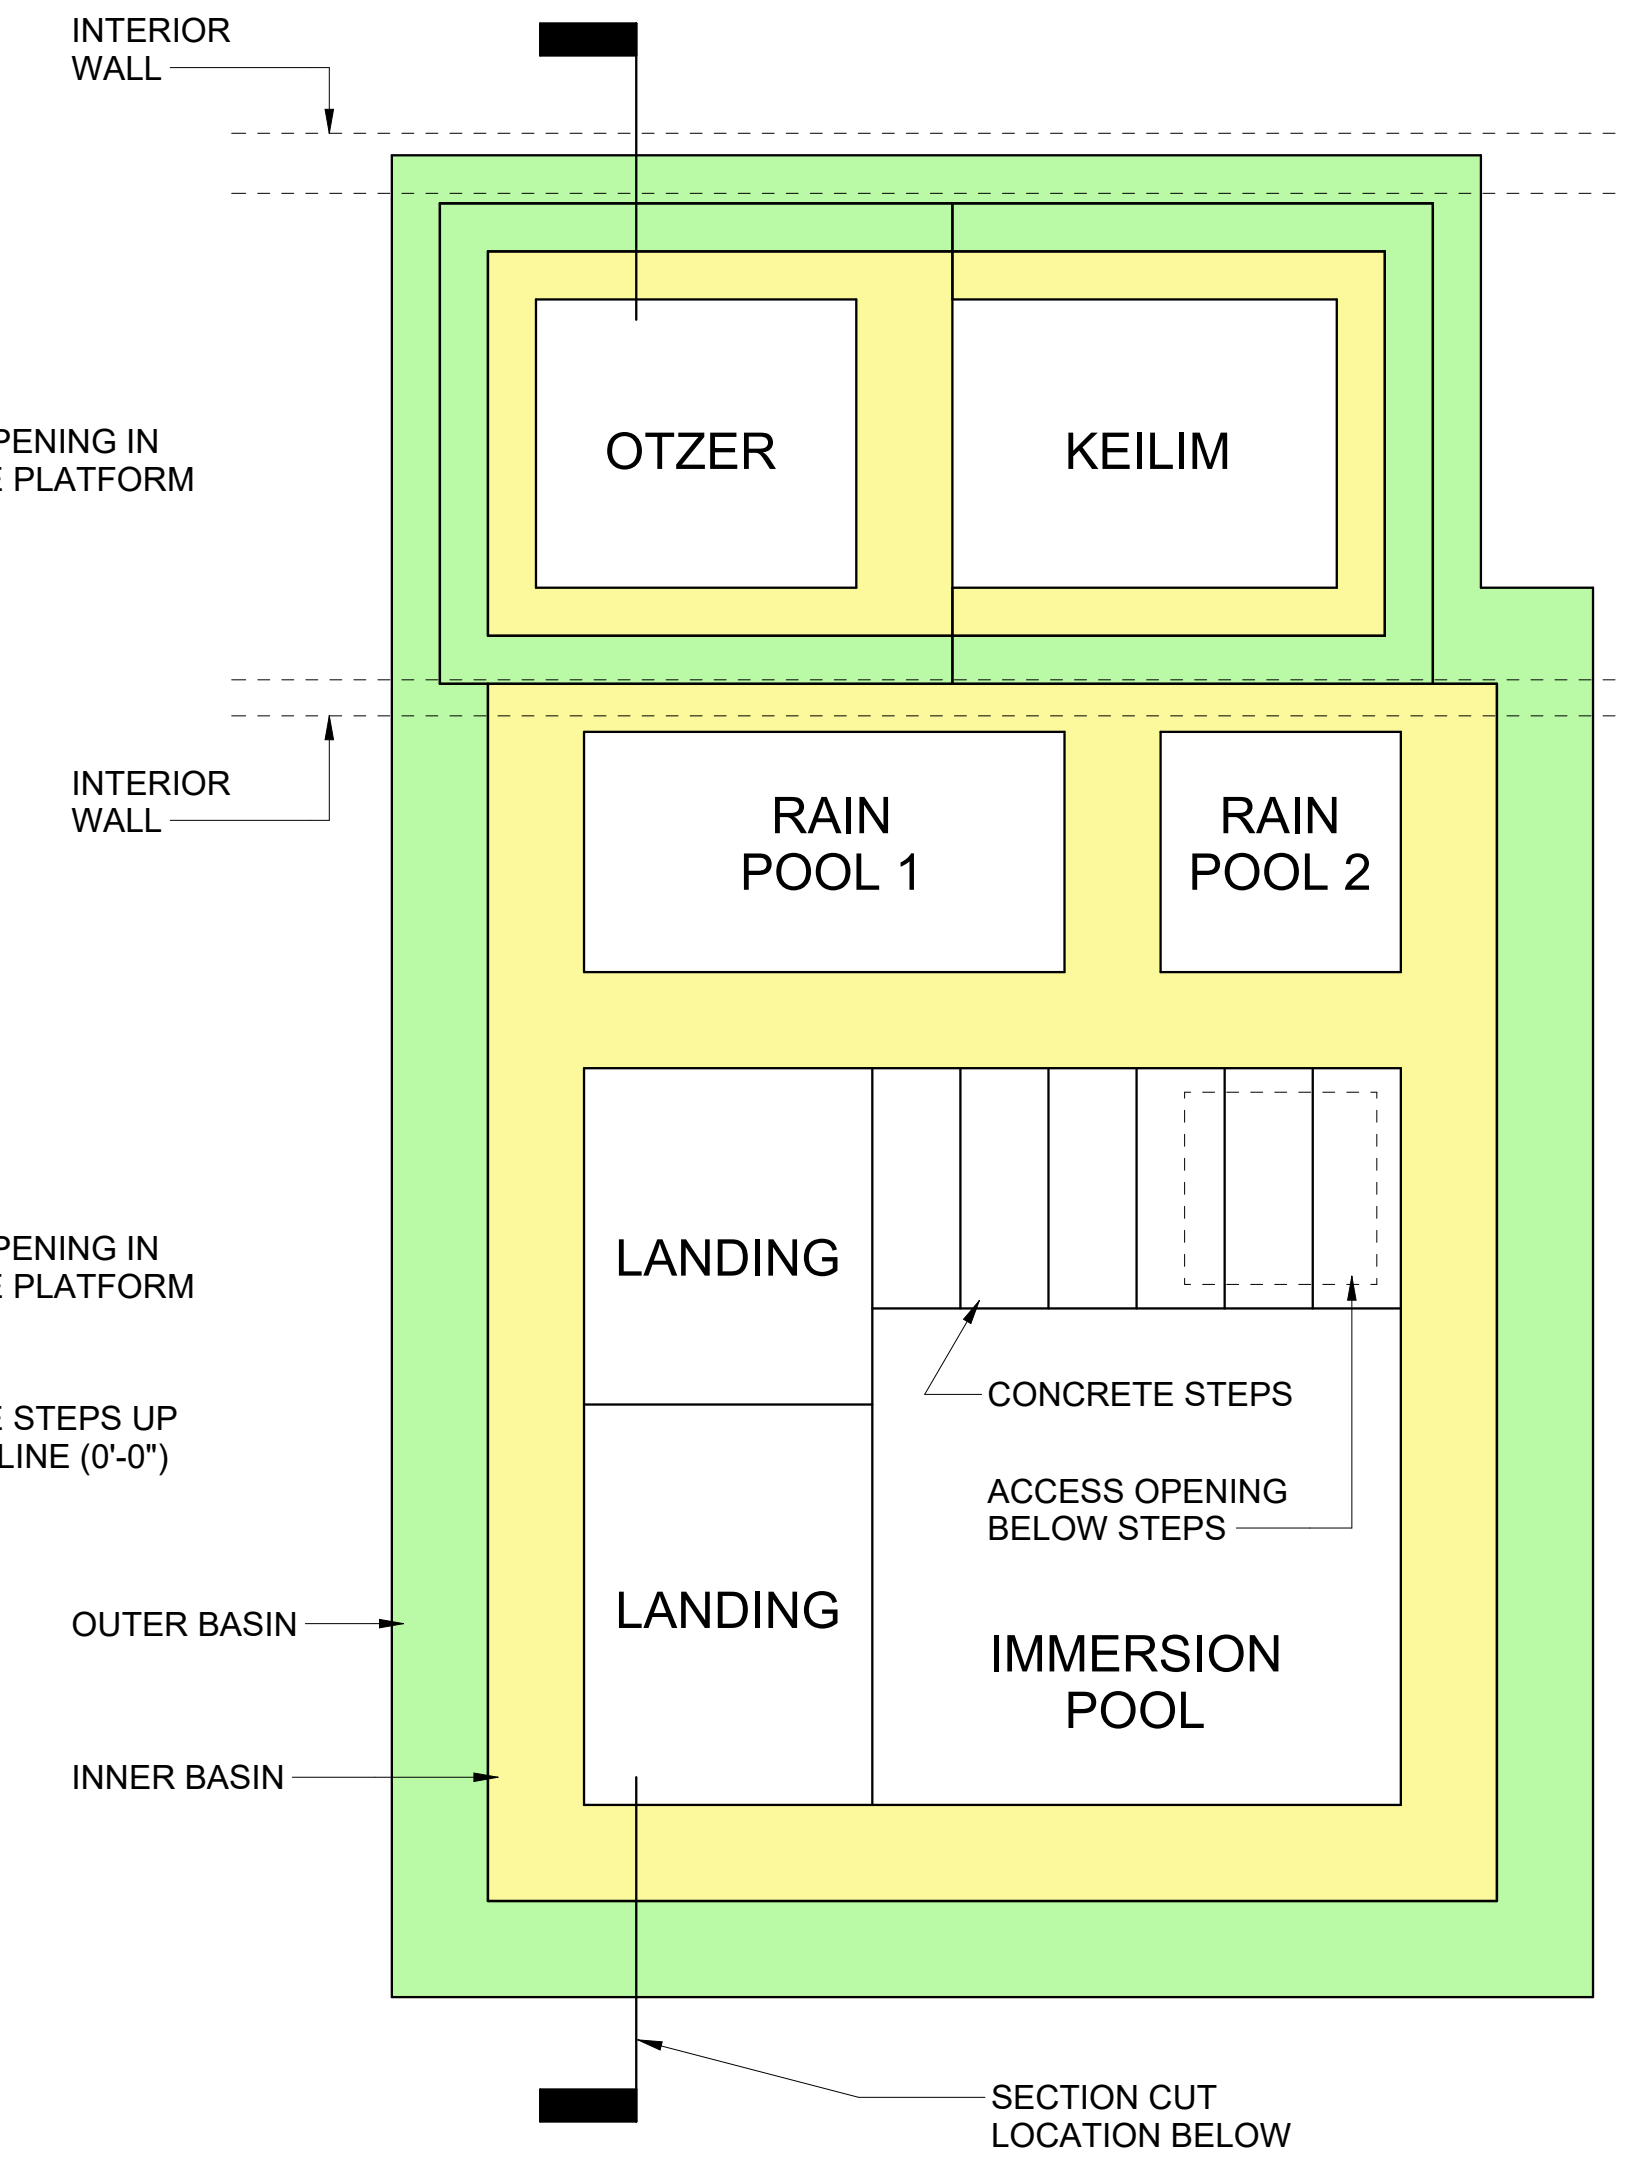 INTERIOR
WALL
PENING IN
PLATFORM
OTZER
KEILIM
INTERIOR
WALL
RAIN
POOL 1
RAIN
POOL 2
PENING IN
PLATFORM
LANDING
CONCRETE STEPS
STEPS UP
LINE (0'-0")
ACCESS OPENING
BELOW STEPS
LANDING
OUTER BASIN
IMMERSION
POOL
INNER BASIN
SECTION CUT
LOCATION BELOW